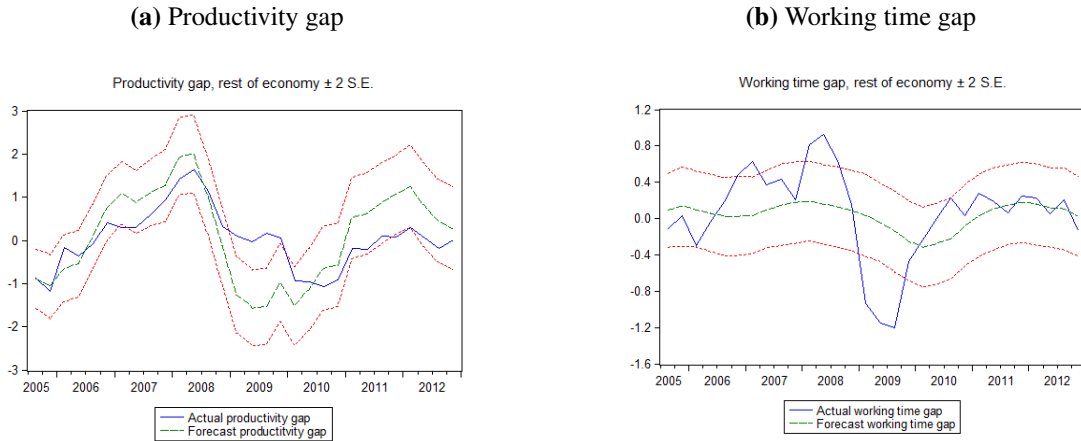 (a) Productivity gap
Productivity gap, rest of economy ± 2 S.E.
3
2
1
0
-1
-2
-3
2005 2006 2007 2008 2009 2010 2011 2012
Actual productivity gap
Forecast productivity gap
(b) Working time gap
Working time gap, rest of economy ± 2 S.E.
1.2
0.8
0.4
0.0
-0.4
-0.8
-1.2
-1.6
2005 2006 2007 2008 2009 2010 2011 2012
Actual working time gap
Forecast working time gap